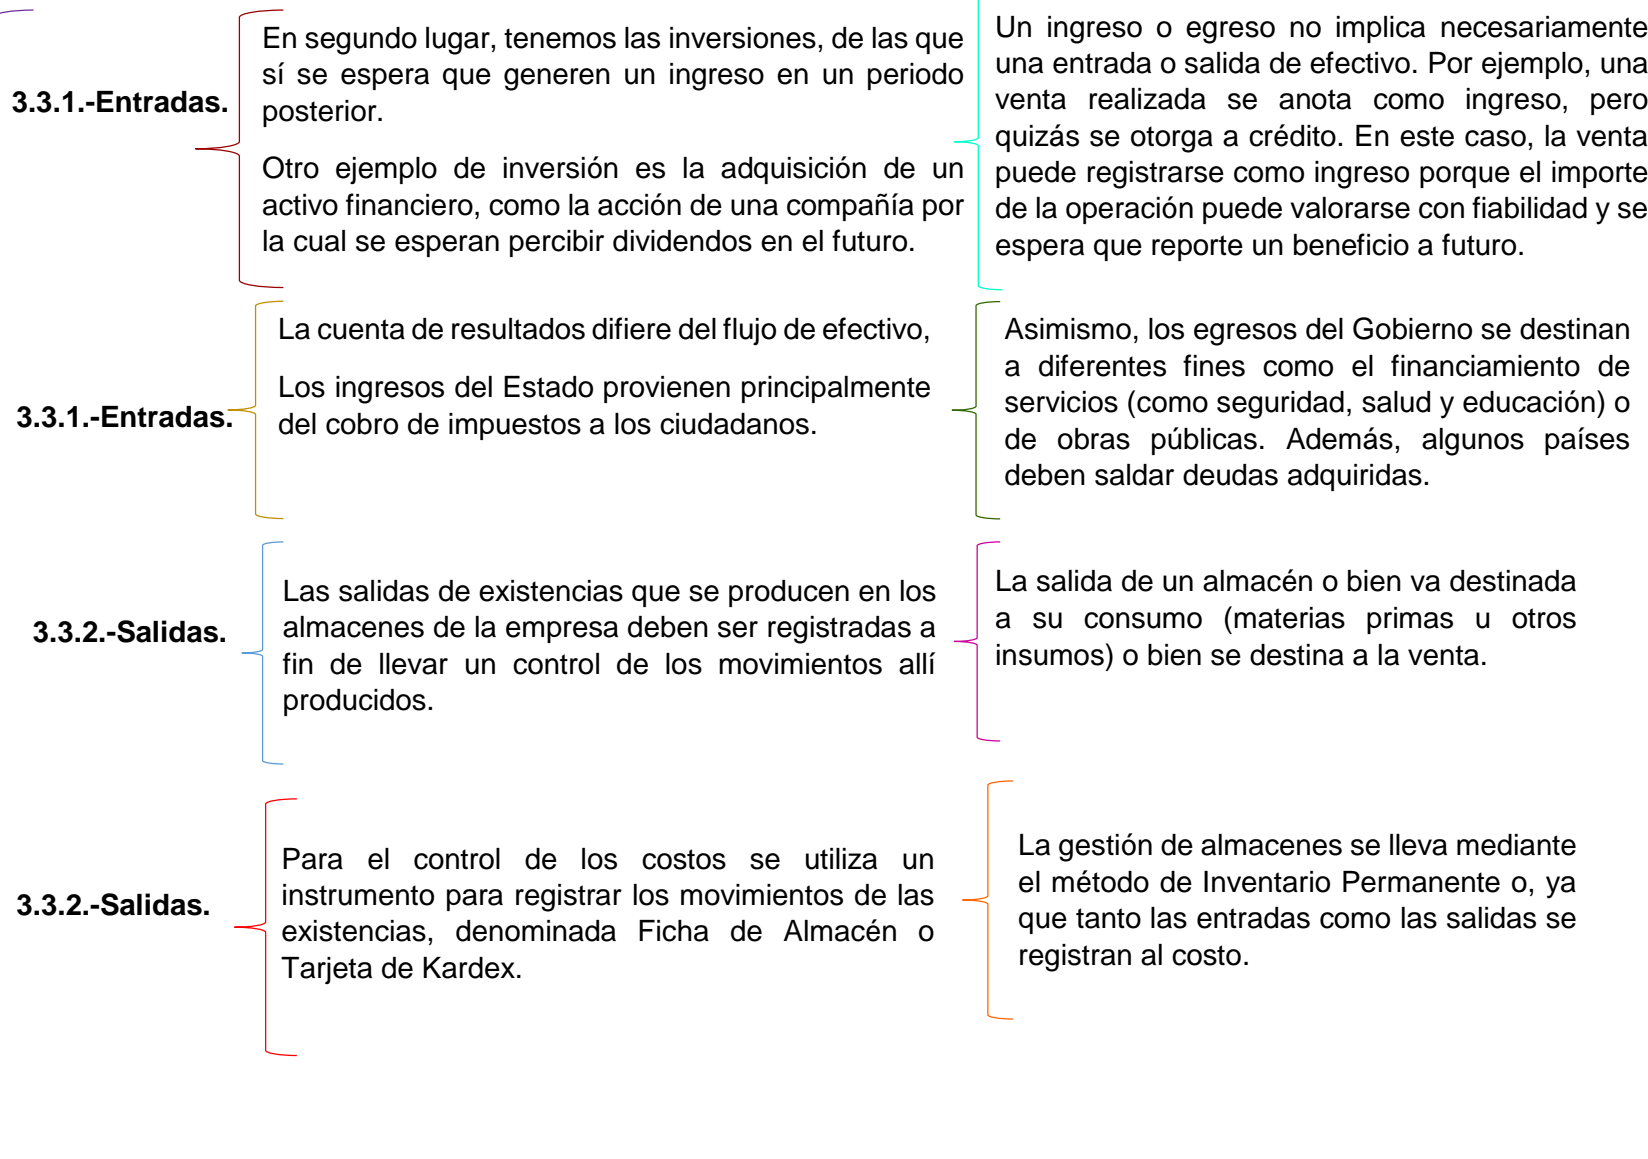 3.3.1.-Entradas.
En segundo lugar, tenemos las inversiones, de las que
sí se espera que generen un ingreso en un periodo
posterior.
Otro ejemplo de inversión es la adquisición de un
activo financiero, como la acción de una compañía por
la cual se esperan percibir dividendos en el futuro.
Un ingreso o egreso no implica necesariamente
una entrada o salida de efectivo. Por ejemplo, una
venta realizada se anota como ingreso, pero
quizás se otorga a crédito. En este caso, la venta
puede registrarse como ingreso porque el importe
de la operación puede valorarse con fiabilidad y se
espera que reporte un beneficio a futuro.
3.3.1.-Entradas.
La cuenta de resultados difiere del flujo de efectivo,
Los ingresos del Estado provienen principalmente
del cobro de impuestos a los ciudadanos.
Asimismo, los egresos del Gobierno se destinan
a diferentes fines como el financiamiento de
servicios (como seguridad, salud y educación) o
de obras públicas. Además, algunos países
deben saldar deudas adquiridas.
3.3.2.-Salidas.
Las salidas de existencias que se producen en los
almacenes de la empresa deben ser registradas a
fin de llevar un control de los movimientos allí
producidos.
La salida de un almacén o bien va destinada
a su consumo (materias primas u otros
insumos) o bien se destina a la venta.
3.3.2.-Salidas.
Para el control de los costos se utiliza un
instrumento para registrar los movimientos de las
existencias, denominada Ficha de Almacén o
Tarjeta de Kardex.
La gestión de almacenes se lleva mediante
el método de Inventario Permanente o, ya
que tanto las entradas como las salidas se
registran al costo.